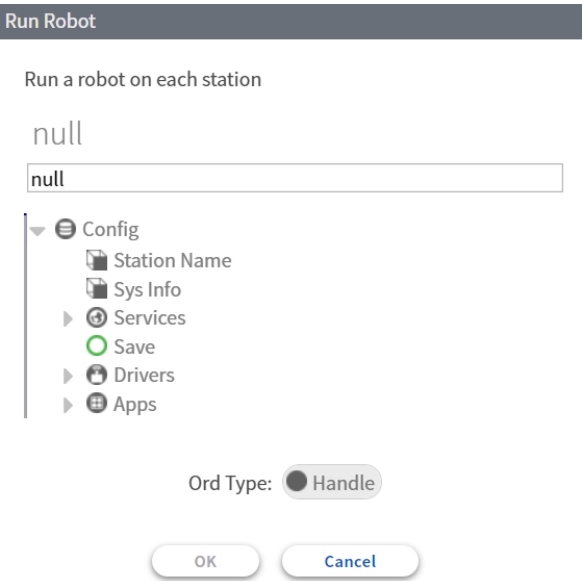 Run Robot
Run a robot on each station
null
null
Config
Station Name
Sys Info
Services
Save
Drivers
Apps
Ord Type: Handle
OK Cancel